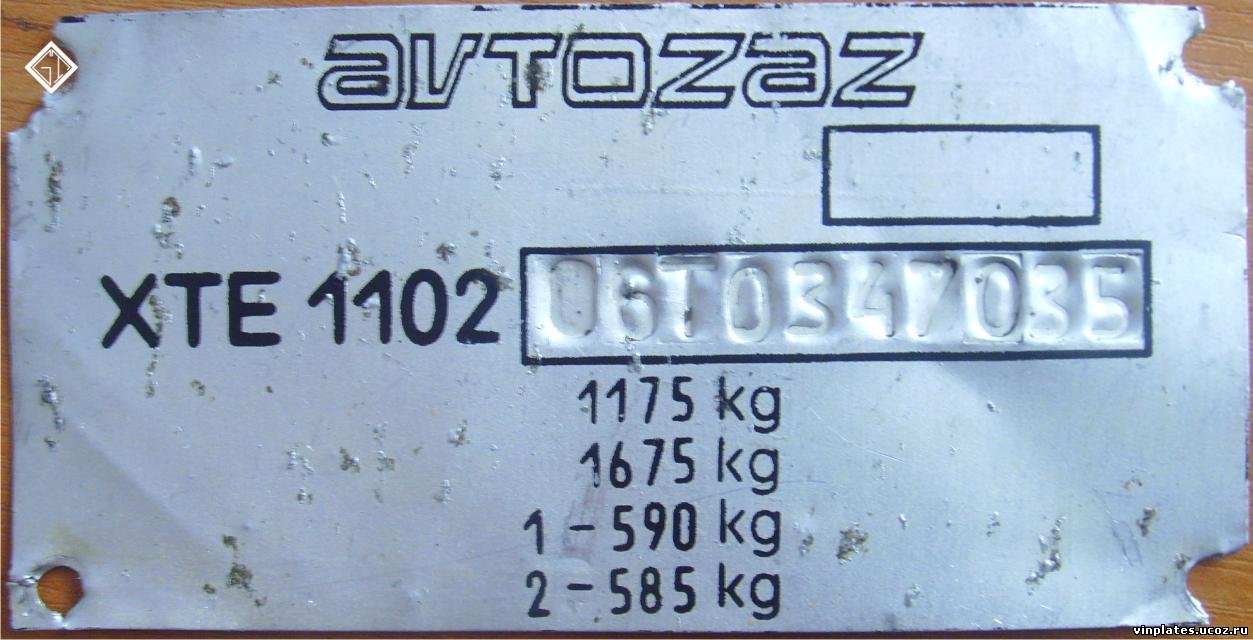 avtozaz
XTE 1102 06T0347035
1175 kg
1675 kg
1 - 590 kg
2 - 585 kg
vinplates.ucoz.ru